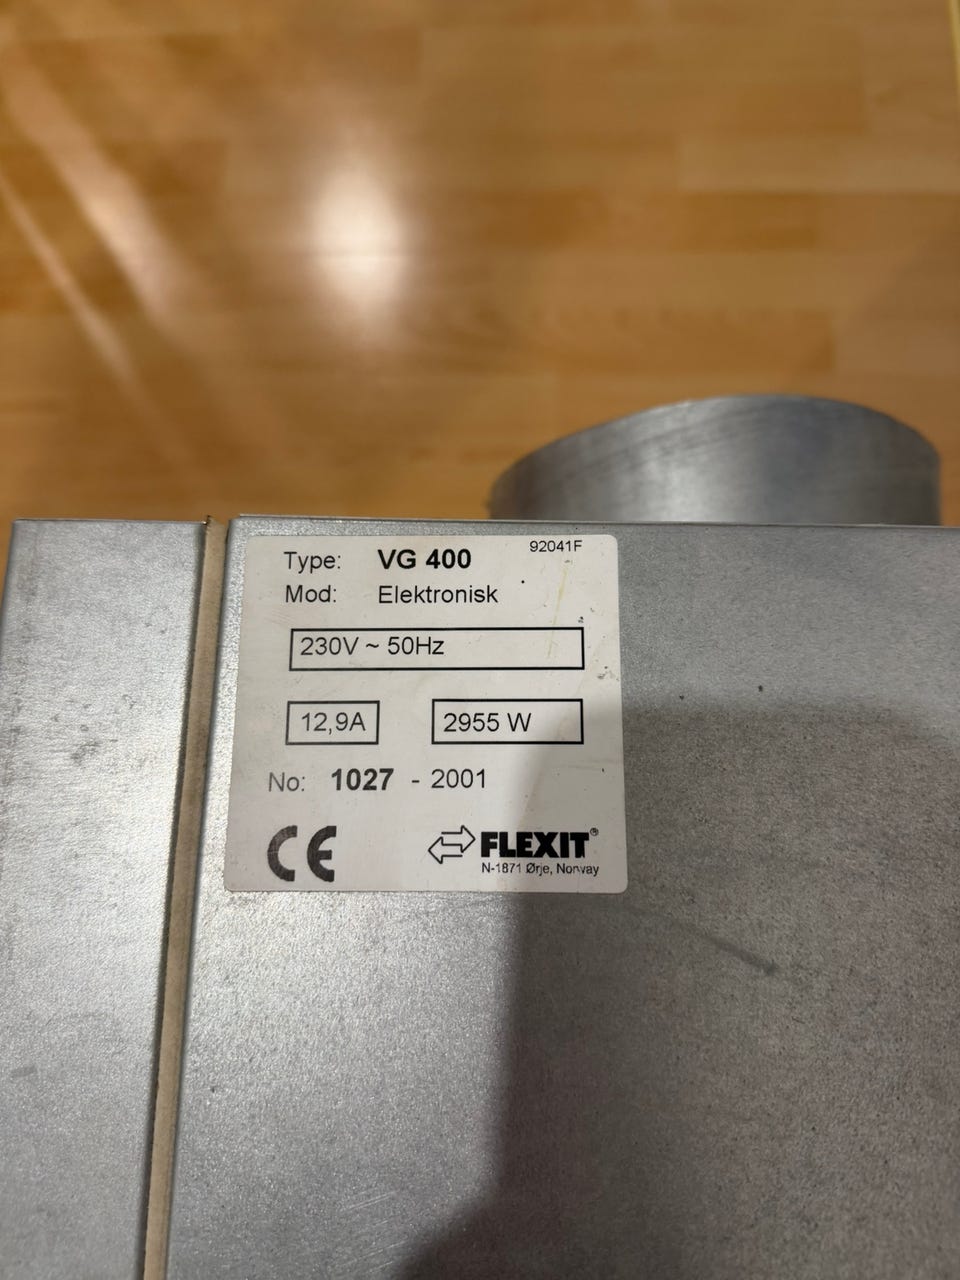 Type: VG 400 92041F
Mod: Elektronisk
230V ~ 50Hz
12,9A 2955 W
No: 1027 - 2001
CE FLEXIT®
N-1871 Ørje, Norway